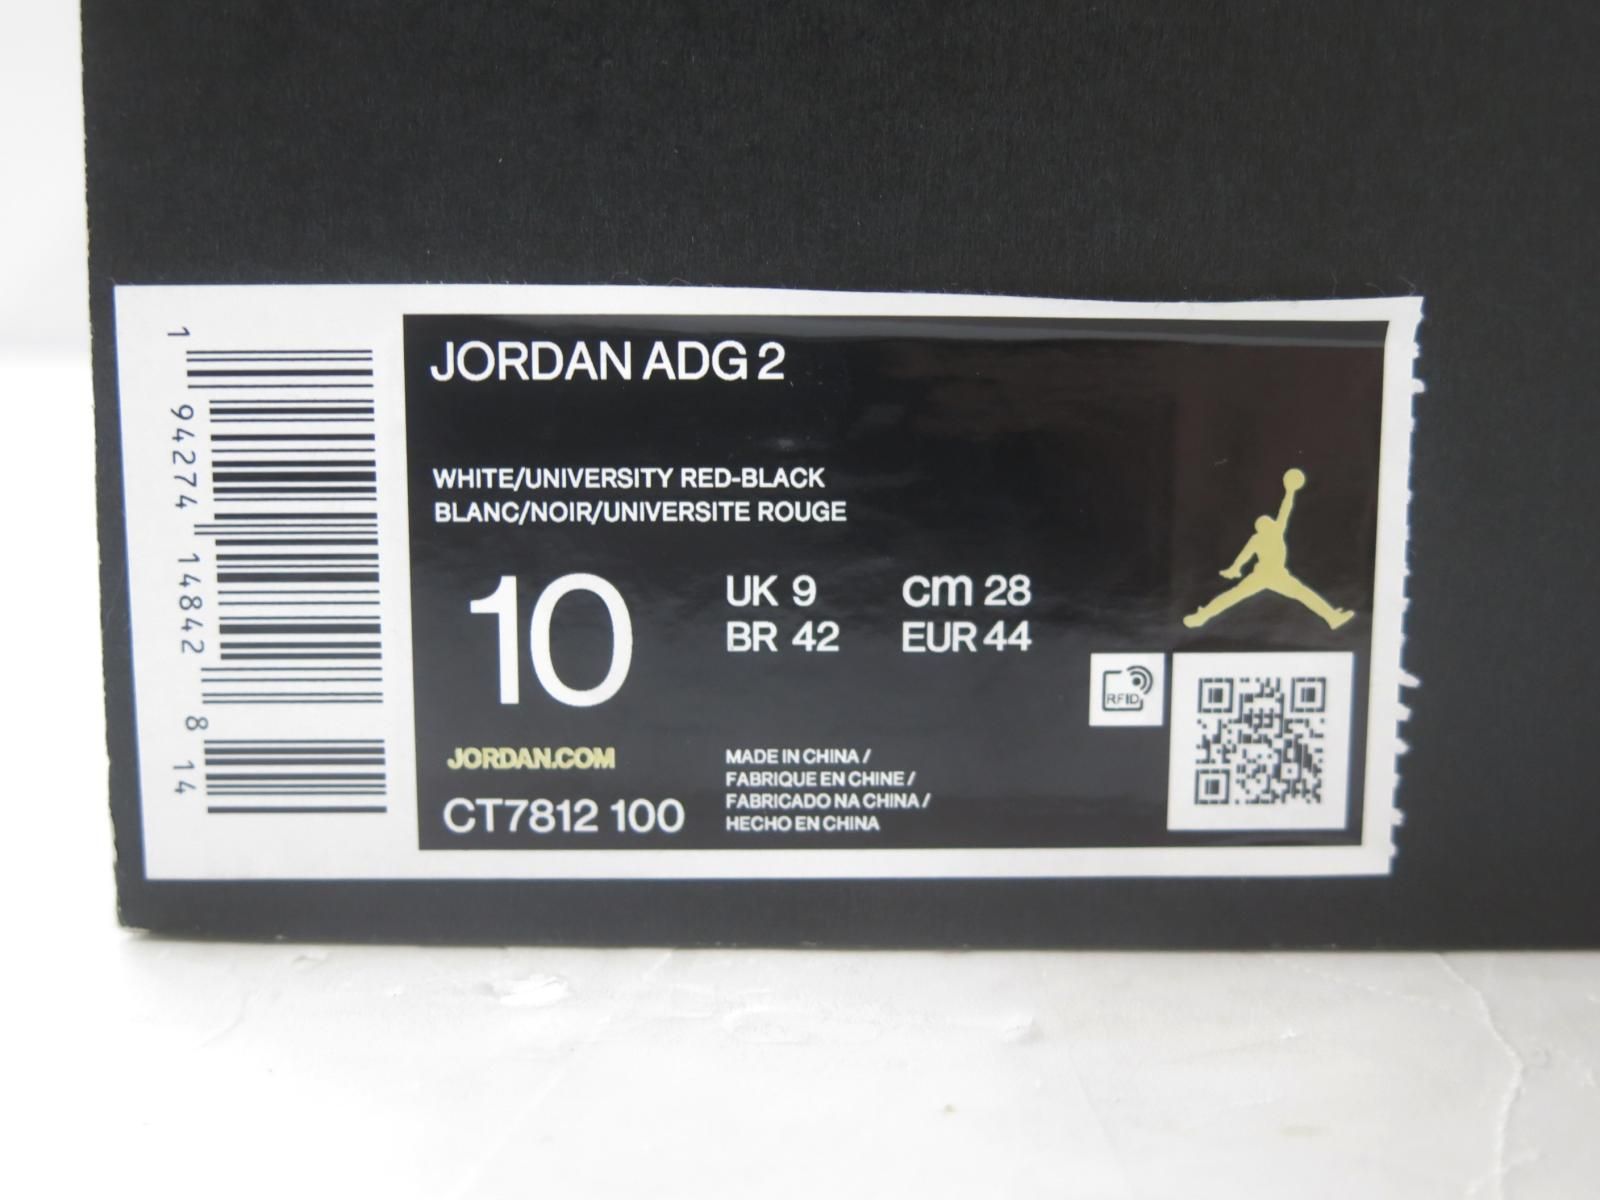 JORDAN ADG 2
WHITE/UNIVERSITY RED-BLACK
BLANC/NOIR/UNIVERSITE ROUGE
10
UK 9 cm 28
BR 42 EUR 44
RFID
JORDAN.COM
CT7812 100
MADE IN CHINA /
FABRIQUE EN CHINE /
FABRICADO NA CHINA /
HECHO EN CHINA
1 94274 14842 8 14